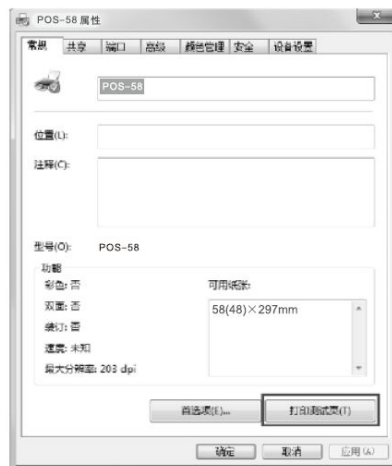 POS-58 属性
常规 共享 端口 高级 颜色管理 安全 设备设置
POS-58
位置(L):
注释(C):
型号(O): POS-58
功能
彩色: 否
可用纸张:
双面: 否
58(48)×297mm
装订: 否
速度: 未知
最大分辨率: 203 dpi
首选项(E)...
打印测试页(T)
确定 取消 应用(A)